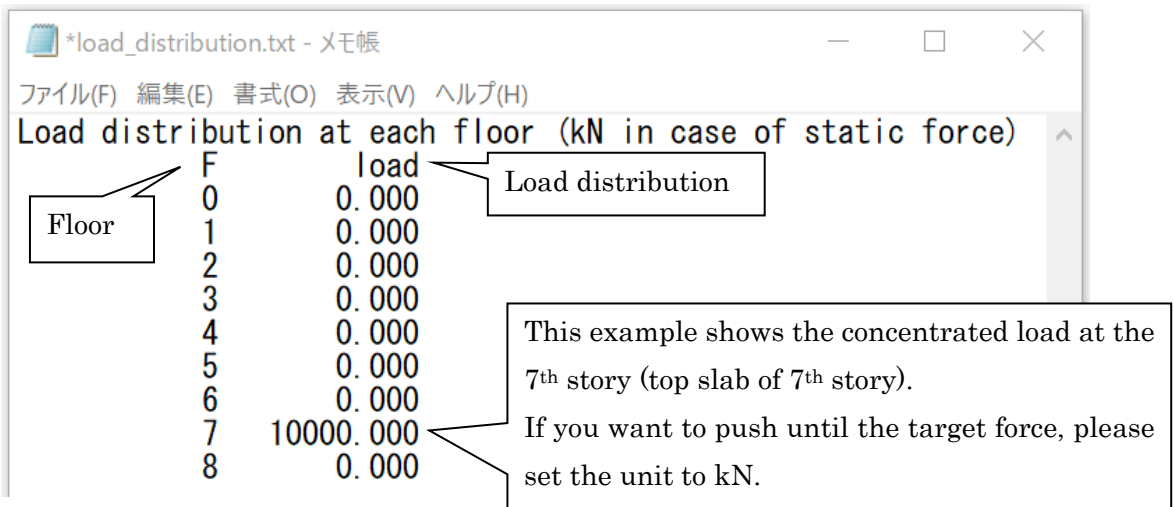 *load_distribution.txt - メモ帳
ファイル(F) 編集(E) 書式(O) 表示(V) ヘルプ(H)
Load distribution at each floor (kN in case of static force)
F load
Load distribution
0 0.000
Floor
1 0.000
2 0.000
3 0.000
4 0.000
5 0.000
6 0.000
7 10000.000
8 0.000
This example shows the concentrated load at the
7th story (top slab of 7th story).
If you want to push until the target force, please
set the unit to kN.